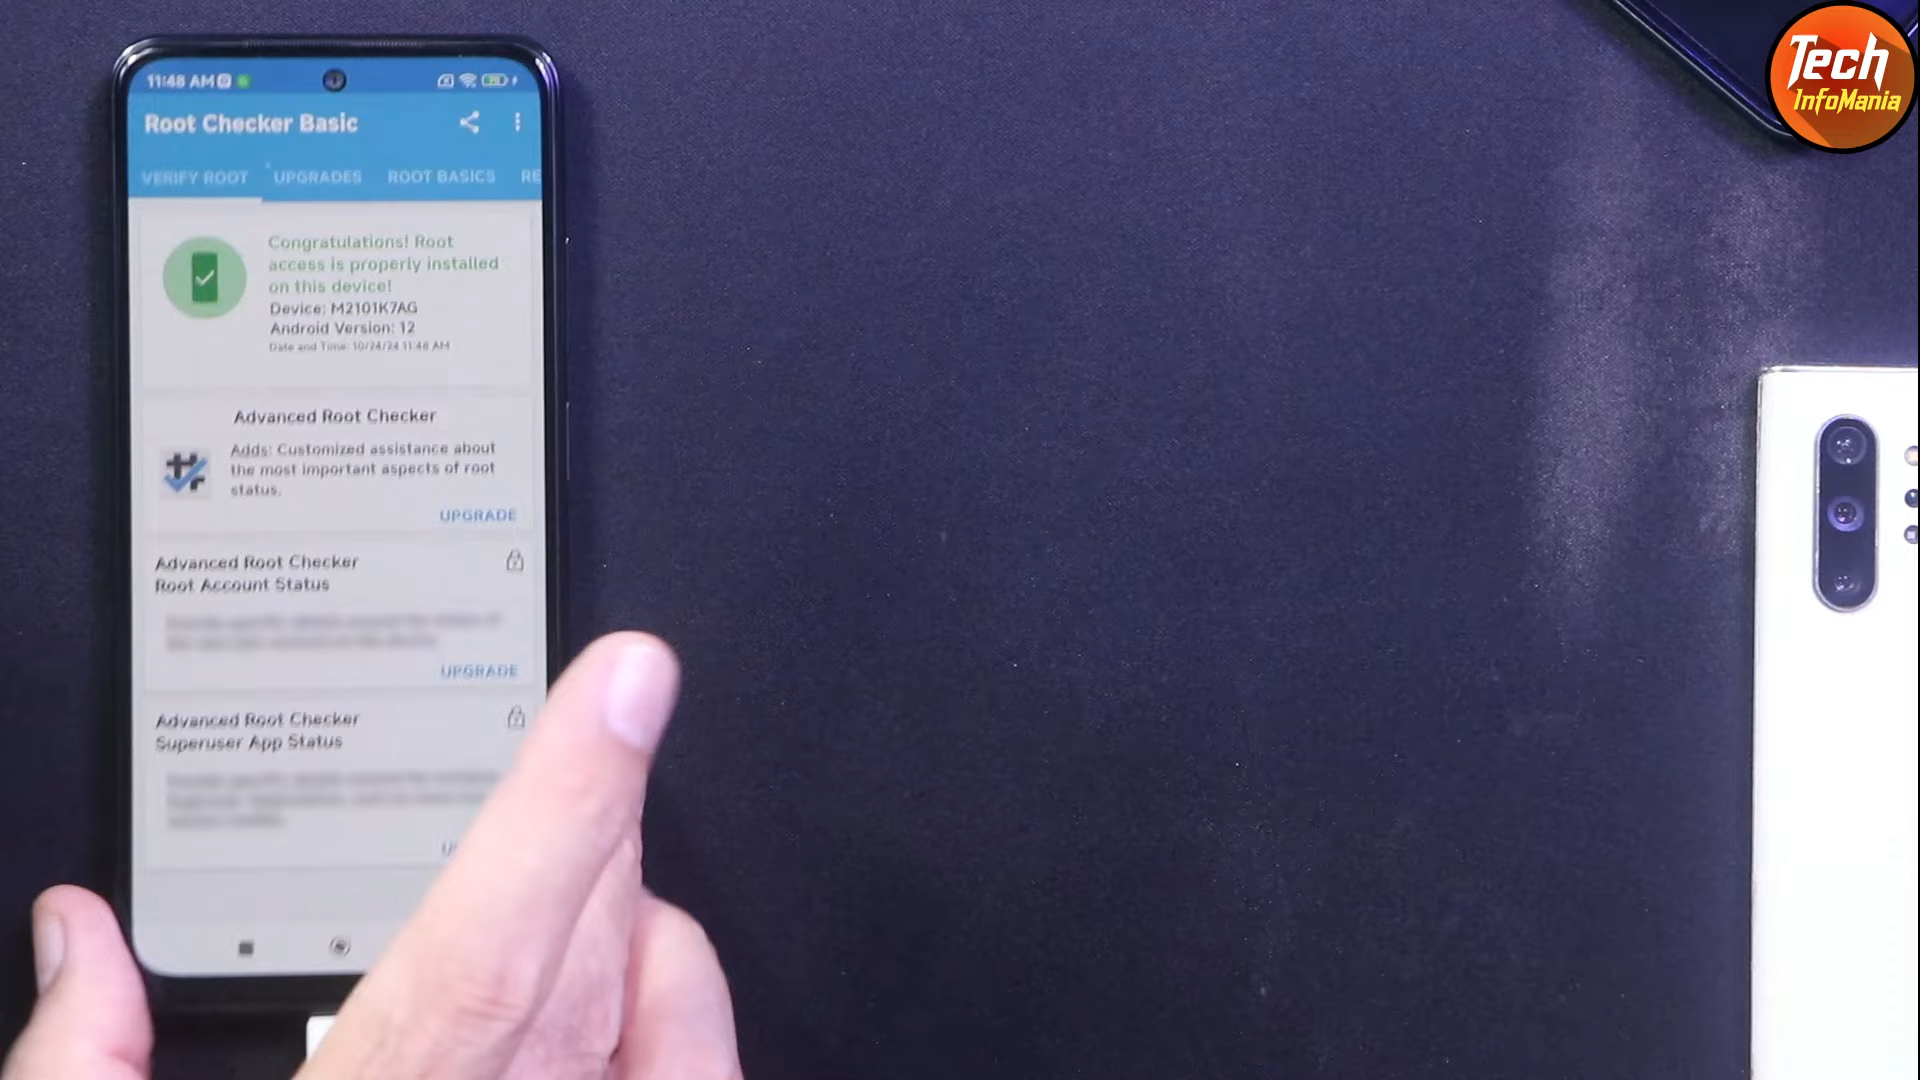 Tech
InfoMania
11:48 AM
Root Checker Basic
VERIFY ROOT UPGRADES ROOT BASICS RE
Congratulations! Root
access is properly installed
on this device!
Device: M2101K7AG
Android Version: 12
Date and Time: 10/24/24 11:48 AM
Advanced Root Checker
Adds: Customized assistance about
the most important aspects of root
status.
UPGRADE
Advanced Root Checker
Root Account Status
UPGRADE
Advanced Root Checker
Superuser App Status